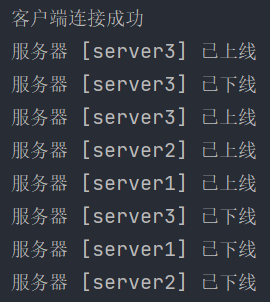 客户端连接成功
服务器 [server3] 已上线
服务器 [server3] 已下线
服务器 [server3] 已上线
服务器 [server2] 已上线
服务器 [server1] 已上线
服务器 [server3] 已下线
服务器 [server1] 已下线
服务器 [server2] 已下线